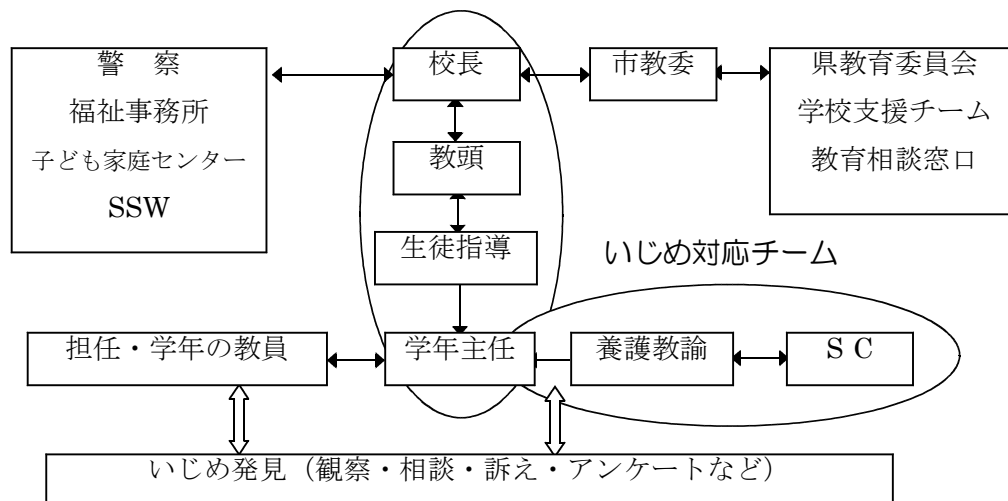 警 察
福祉事務所
子ども家庭センター
SSW
校長
市教委
県教育委員会
学校支援チーム
教育相談窓口
教頭
生徒指導
いじめ対応チーム
担任・学年の教員
学年主任
養護教諭
S C
いじめ発見（観察・相談・訴え・アンケートなど）